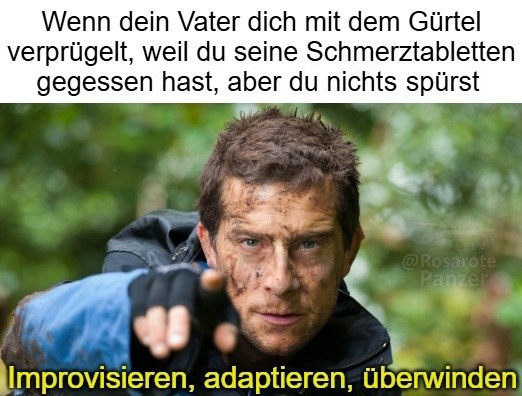 Wenn dein Vater dich mit dem Gürtel
verprügelt, weil du seine Schmerztabletten
gegessen hast, aber du nichts spürst
@Rosarote
Panzer
Improvisieren, adaptieren, überwinden